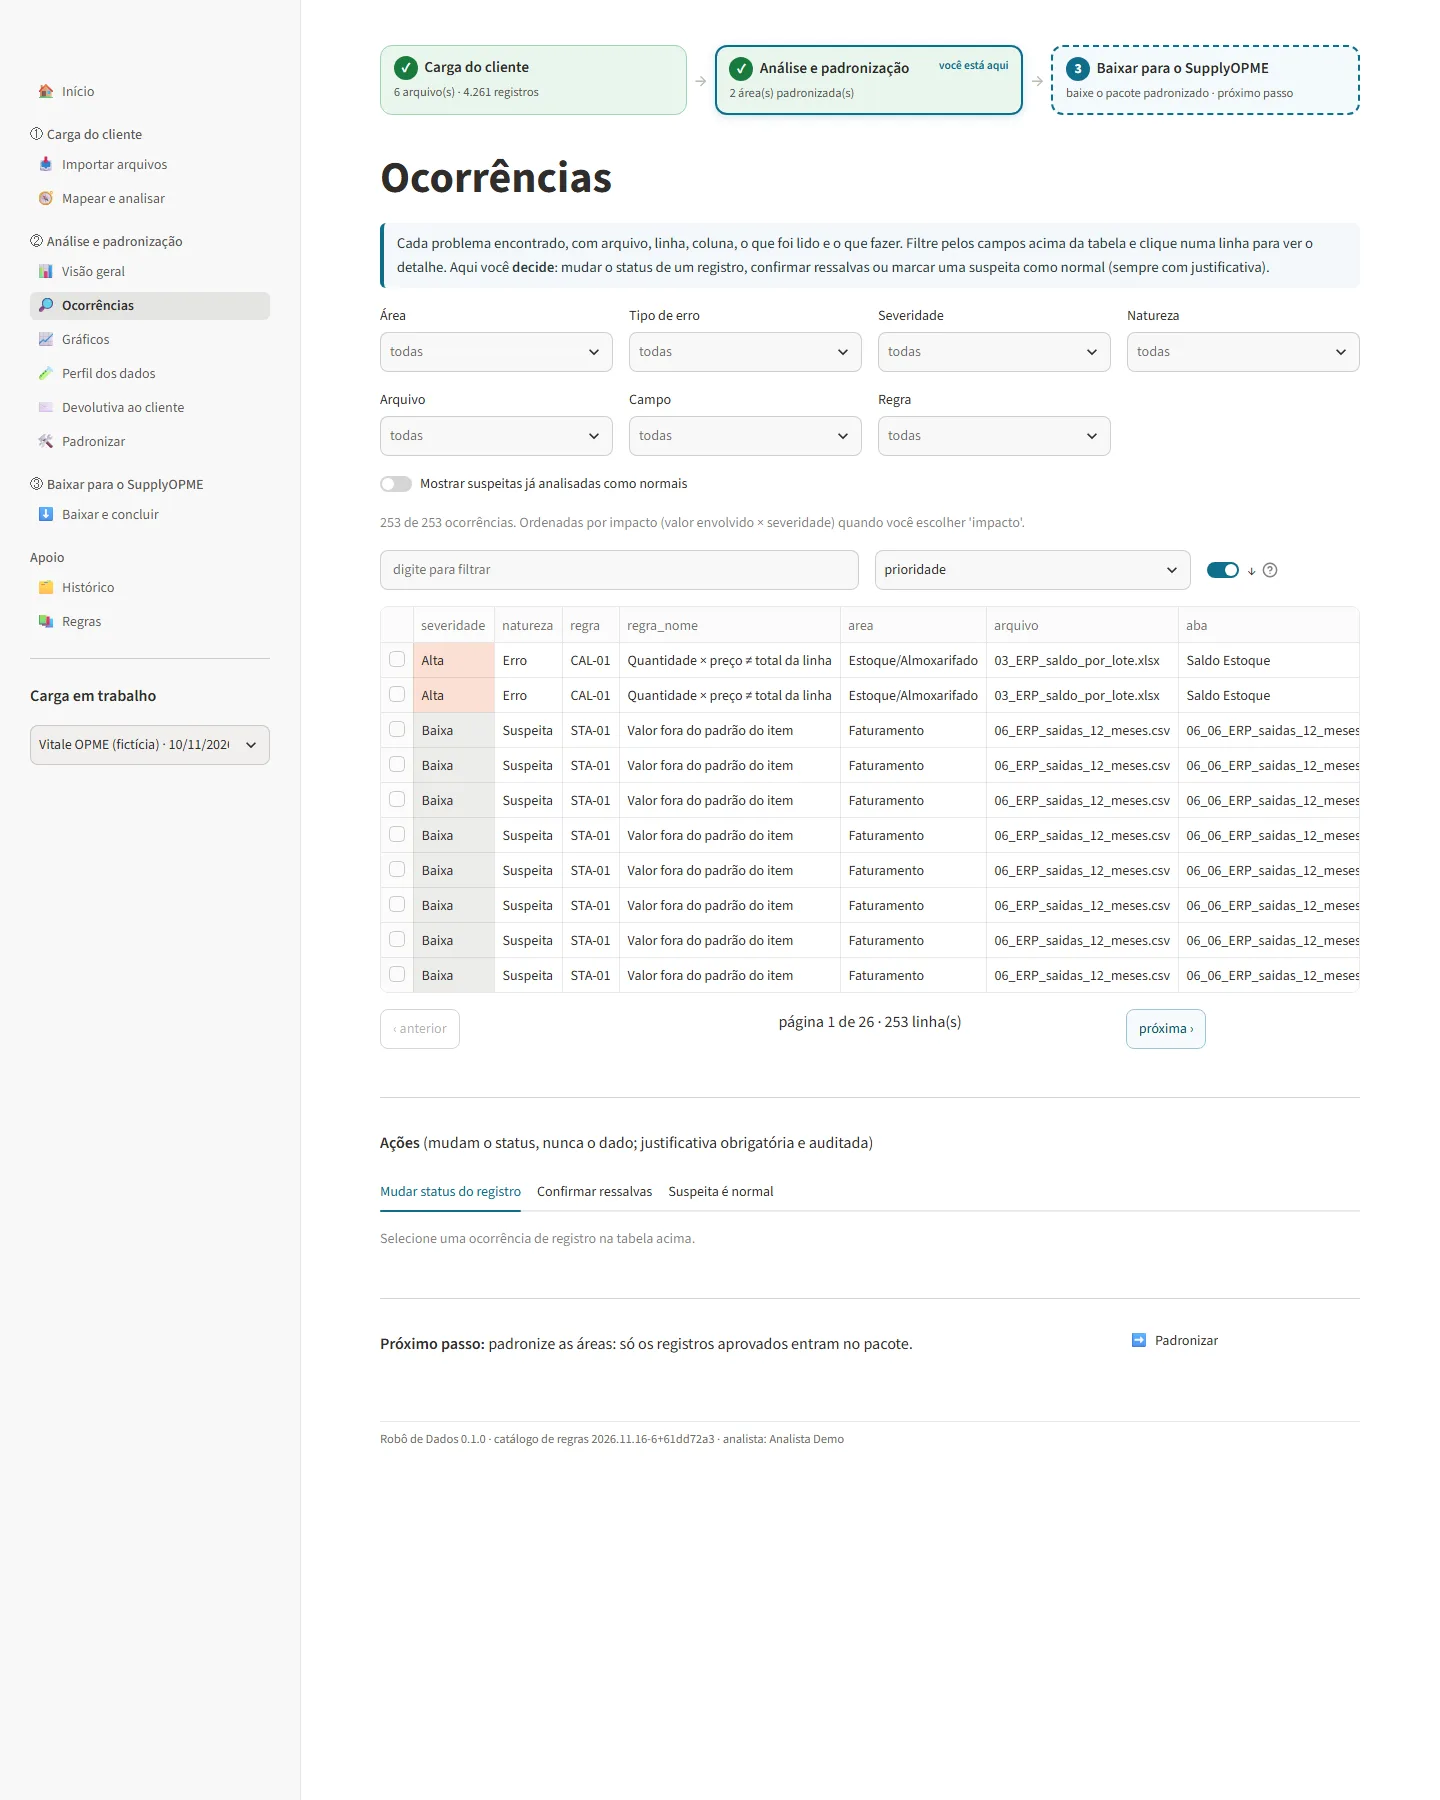 Início
① Carga do cliente
Importar arquivos
Mapear e analisar
② Análise e padronização
Visão geral
Ocorrências
Gráficos
Perfil dos dados
Devolutiva ao cliente
Padronizar
③ Baixar para o SupplyOPME
Baixar e concluir
Apoio
Histórico
Regras
Carga em trabalho
Vitale OPME (fictícia) · 10/11/202
✓ Carga do cliente
6 arquivo(s) · 4.261 registros
→
✓ Análise e padronização você está aqui
2 área(s) padronizada(s)
→
3 Baixar para o SupplyOPME
baixe o pacote padronizado · próximo passo
Ocorrências
Cada problema encontrado, com arquivo, linha, coluna, o que foi lido e o que fazer. Filtre pelos campos acima da tabela e clique numa linha para ver o
detalhe. Aqui você decide: mudar o status de um registro, confirmar ressalvas ou marcar uma suspeita como normal (sempre com justificativa).
Área Tipo de erro Severidade Natureza
todas todas todas todas
Arquivo Campo Regra
todas todas todas
Mostrar suspeitas já analisadas como normais
253 de 253 ocorrências. Ordenadas por impacto (valor envolvido × severidade) quando você escolher 'impacto'.
digite para filtrar prioridade ↓ ?
severidade natureza regra regra_nome area arquivo aba
Alta Erro CAL-01 Quantidade × preço ≠ total da linha Estoque/Almoxarifado 03_ERP_saldo_por_lote.xlsx Saldo Estoque
Alta Erro CAL-01 Quantidade × preço ≠ total da linha Estoque/Almoxarifado 03_ERP_saldo_por_lote.xlsx Saldo Estoque
Baixa Suspeita STA-01 Valor fora do padrão do item Faturamento 06_ERP_saidas_12_meses.csv 06_06_ERP_saidas_12_meses
Baixa Suspeita STA-01 Valor fora do padrão do item Faturamento 06_ERP_saidas_12_meses.csv 06_06_ERP_saidas_12_meses
Baixa Suspeita STA-01 Valor fora do padrão do item Faturamento 06_ERP_saidas_12_meses.csv 06_06_ERP_saidas_12_meses
Baixa Suspeita STA-01 Valor fora do padrão do item Faturamento 06_ERP_saidas_12_meses.csv 06_06_ERP_saidas_12_meses
Baixa Suspeita STA-01 Valor fora do padrão do item Faturamento 06_ERP_saidas_12_meses.csv 06_06_ERP_saidas_12_meses
Baixa Suspeita STA-01 Valor fora do padrão do item Faturamento 06_ERP_saidas_12_meses.csv 06_06_ERP_saidas_12_meses
Baixa Suspeita STA-01 Valor fora do padrão do item Faturamento 06_ERP_saidas_12_meses.csv 06_06_ERP_saidas_12_meses
Baixa Suspeita STA-01 Valor fora do padrão do item Faturamento 06_ERP_saidas_12_meses.csv 06_06_ERP_saidas_12_meses
‹ anterior página 1 de 26 · 253 linha(s) próxima ›
Ações (mudam o status, nunca o dado; justificativa obrigatória e auditada)
Mudar status do registro Confirmar ressalvas Suspeita é normal
Selecione uma ocorrência de registro na tabela acima.
Próximo passo: padronize as áreas: só os registros aprovados entram no pacote. ➡ Padronizar
Robô de Dados 0.1.0 · catálogo de regras 2026.11.16-6+61dd72a3 · analista: Analista Demo